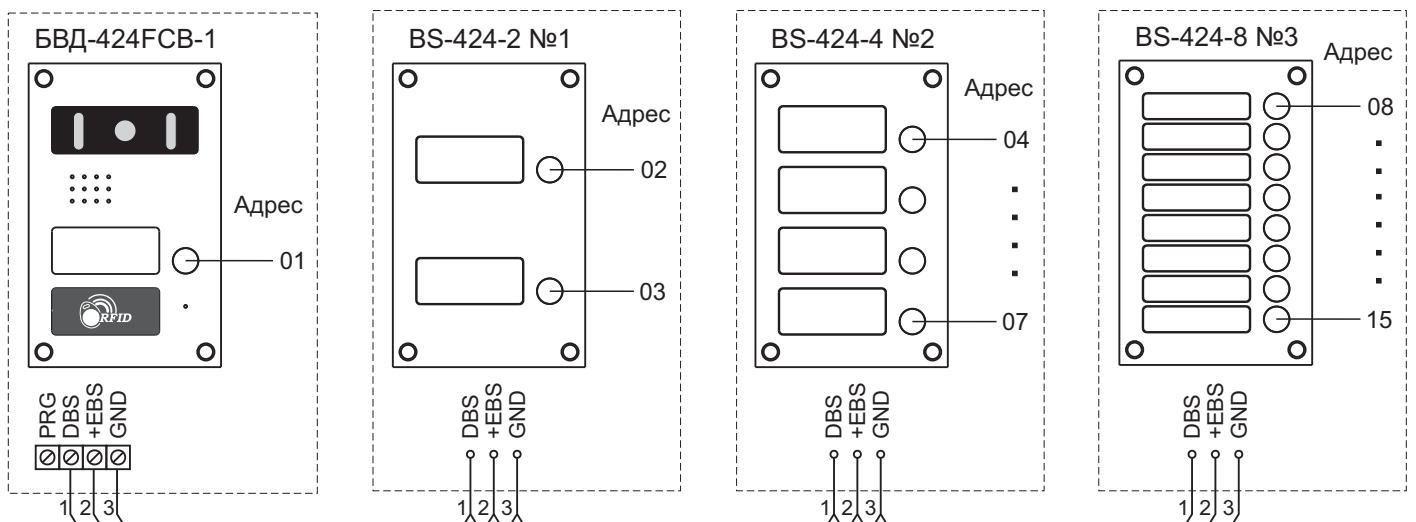 БВД-424FCB-1
Адрес
01
RFID
PRG
DBS
+EBS
GND
1 2 3
BS-424-2 №1
Адрес
02
03
DBS
+EBS
GND
1 2 3
BS-424-4 №2
Адрес
04
07
DBS
+EBS
GND
1 2 3
BS-424-8 №3
Адрес
08
15
DBS
+EBS
GND
1 2 3